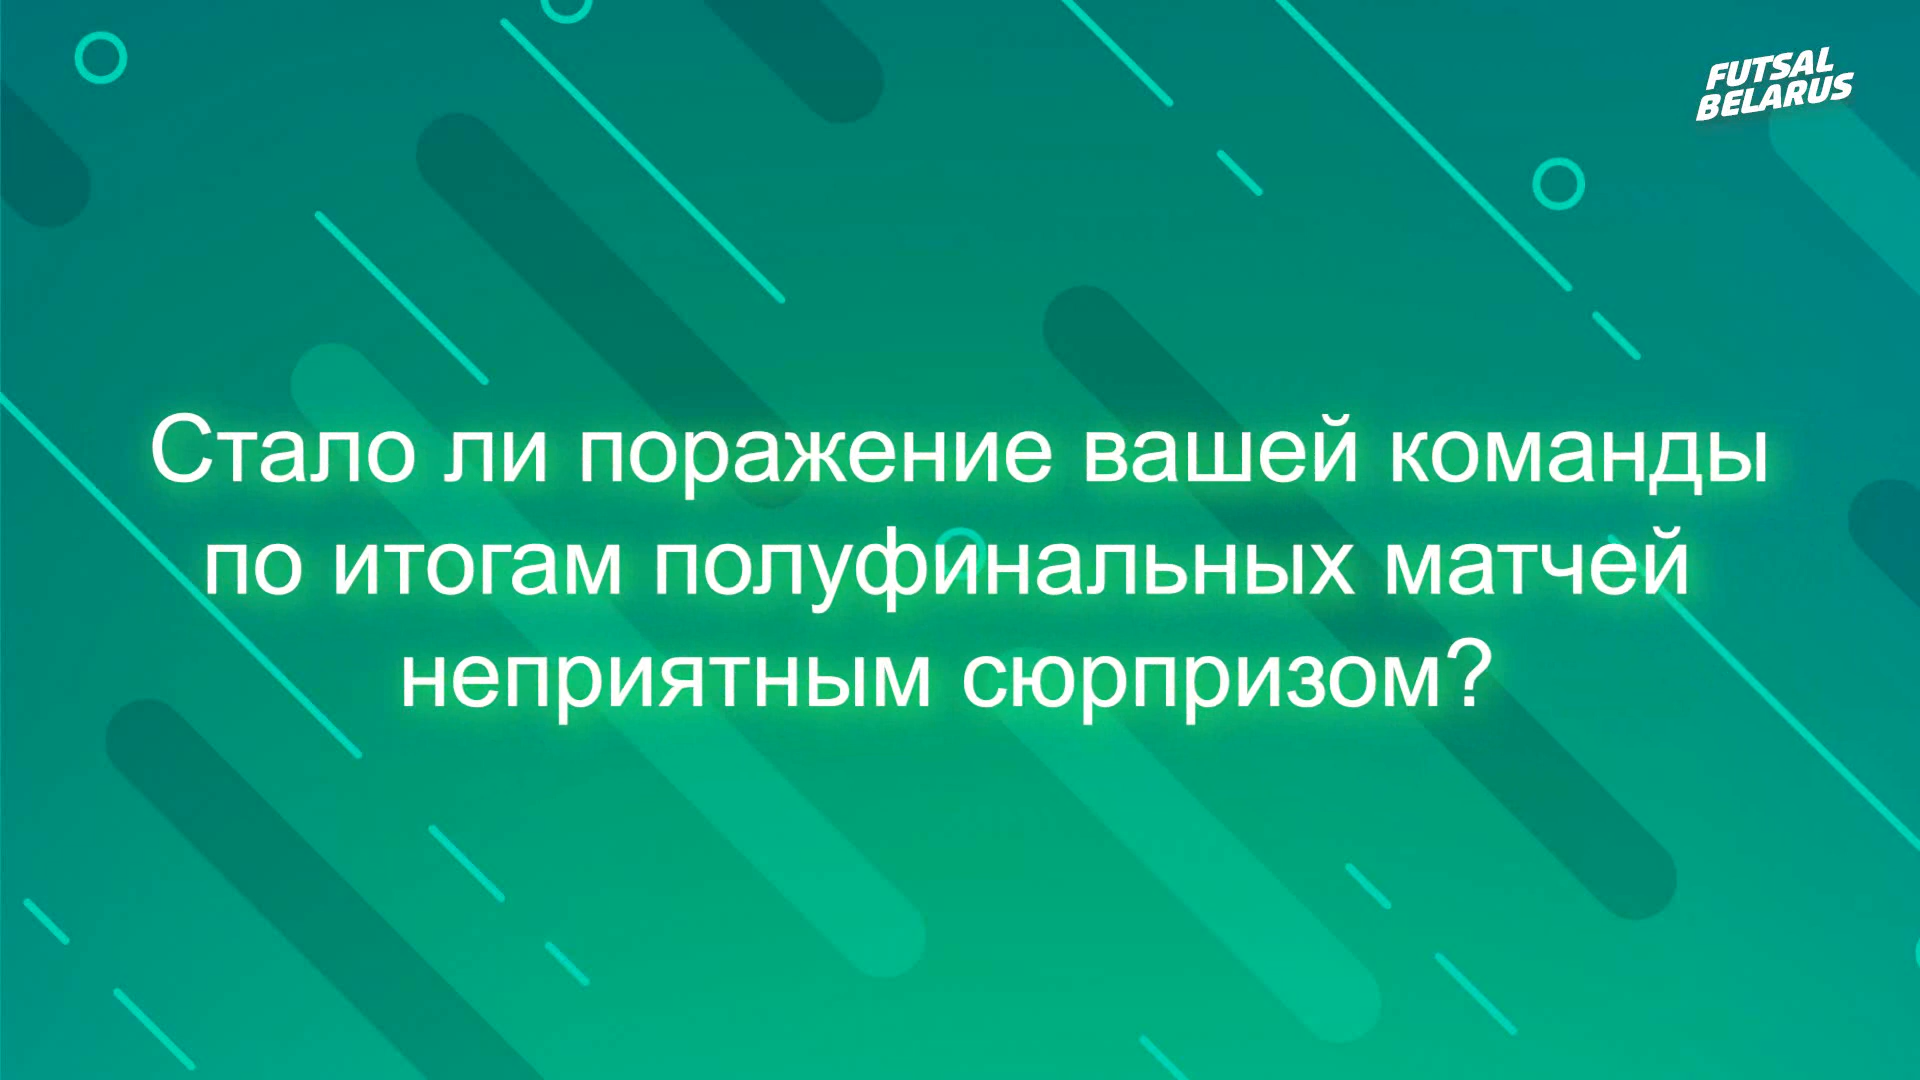 FUTSAL
BELARUS
Стало ли поражение вашей команды
по итогам полуфинальных матчей
неприятным сюрпризом?